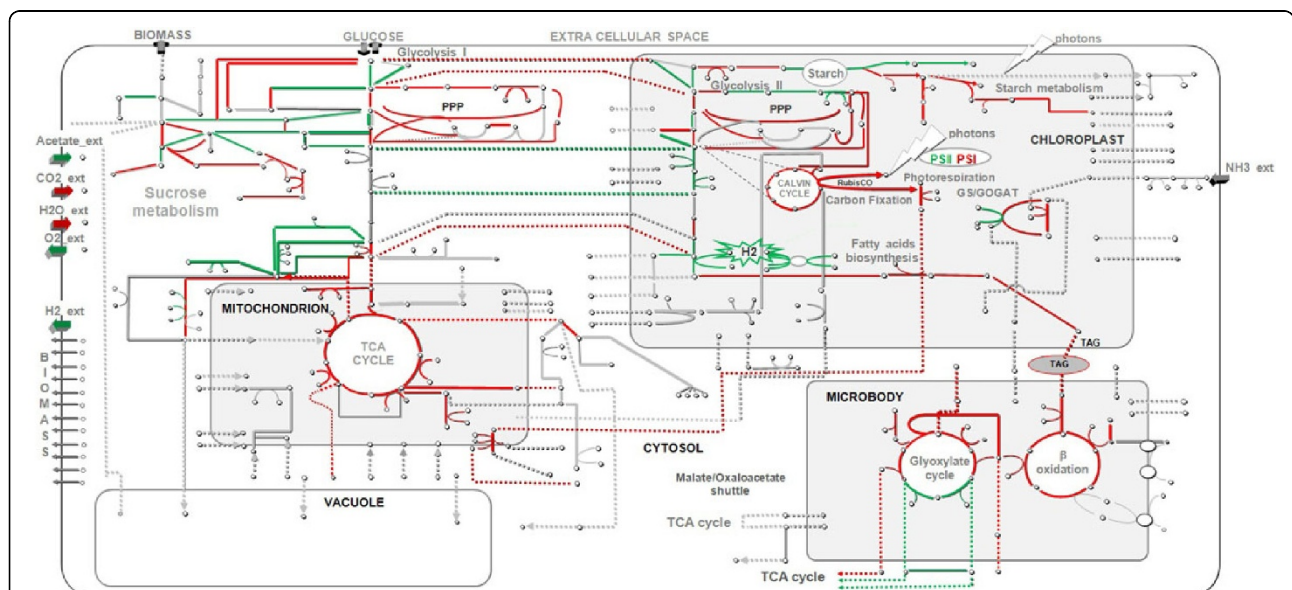 BIOMASS
GLUCOSE
EXTRA CELLULAR SPACE
photons
Glycolysis I
Starch
Glycolysis II
Starch metabolism
PPP
PPP
CHLOROPLAST
photons
Acetate_ext
PSII PSI
NH3_ext
CO2_ext
CALVIN
CYCLE
RubisCO
Photorespiration
Sucrose
metabolism
Carbon Fixation
GS/GOGAT
H2O_ext
O2_ext
H2
Fatty acids
biosynthesis
MITOCHONDRION
H2_ext
TCA
CYCLE
TAG
TAG
B
I
O
M
A
S
S
MICROBODY
CYTOSOL
Glyoxylate
cycle
β
oxidation
Malate/Oxaloacetate
shuttle
VACUOLE
TCA cycle
TCA cycle